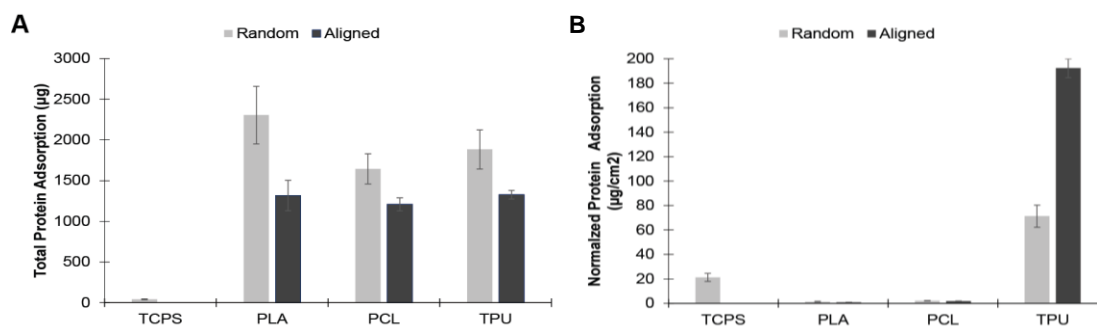 A
Random Aligned
Total Protein Adsorption (µg)
3000
2500
2000
1500
1000
500
0
TCPS PLA PCL TPU
B
Random Aligned
Normalzed Protein Adsorption
(µg/cm2)
200
180
160
140
120
100
80
60
40
20
0
TCPS PLA PCL TPU